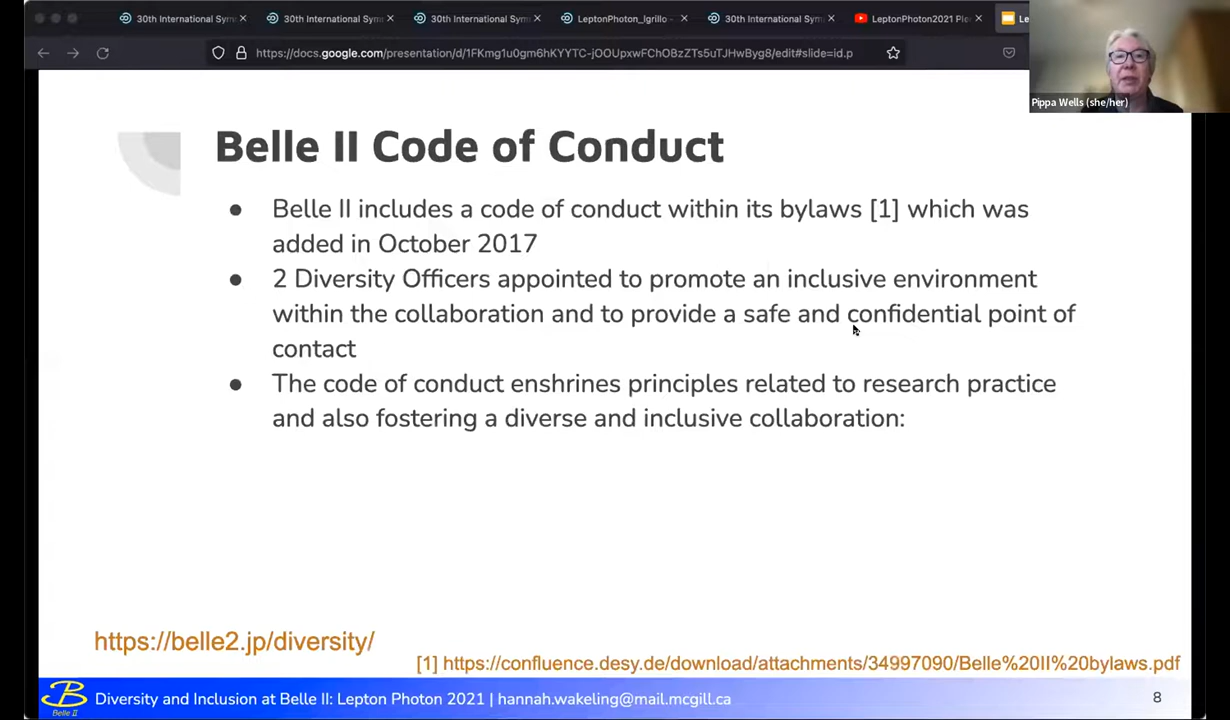 30th International Sym
30th International Sym
30th International Sym
LeptonPhoton_Igrillo
30th International Sym
LeptonPhoton2021 Ple
Le
https://docs.google.com/presentation/d/1FKmg1u0gm6hKYYTC-jOOUpxwFChOBzZTs5uTJHwByg8/edit#slide=id.p
Pippa Wells (she/her)
Belle II Code of Conduct
● Belle II includes a code of conduct within its bylaws [1] which was
added in October 2017
● 2 Diversity Officers appointed to promote an inclusive environment
within the collaboration and to provide a safe and confidential point of
contact
● The code of conduct enshrines principles related to research practice
and also fostering a diverse and inclusive collaboration:
https://belle2.jp/diversity/
[1] https://confluence.desy.de/download/attachments/34997090/Belle%20II%20bylaws.pdf
Belle II
Diversity and Inclusion at Belle II: Lepton Photon 2021 | hannah.wakeling@mail.mcgill.ca
8